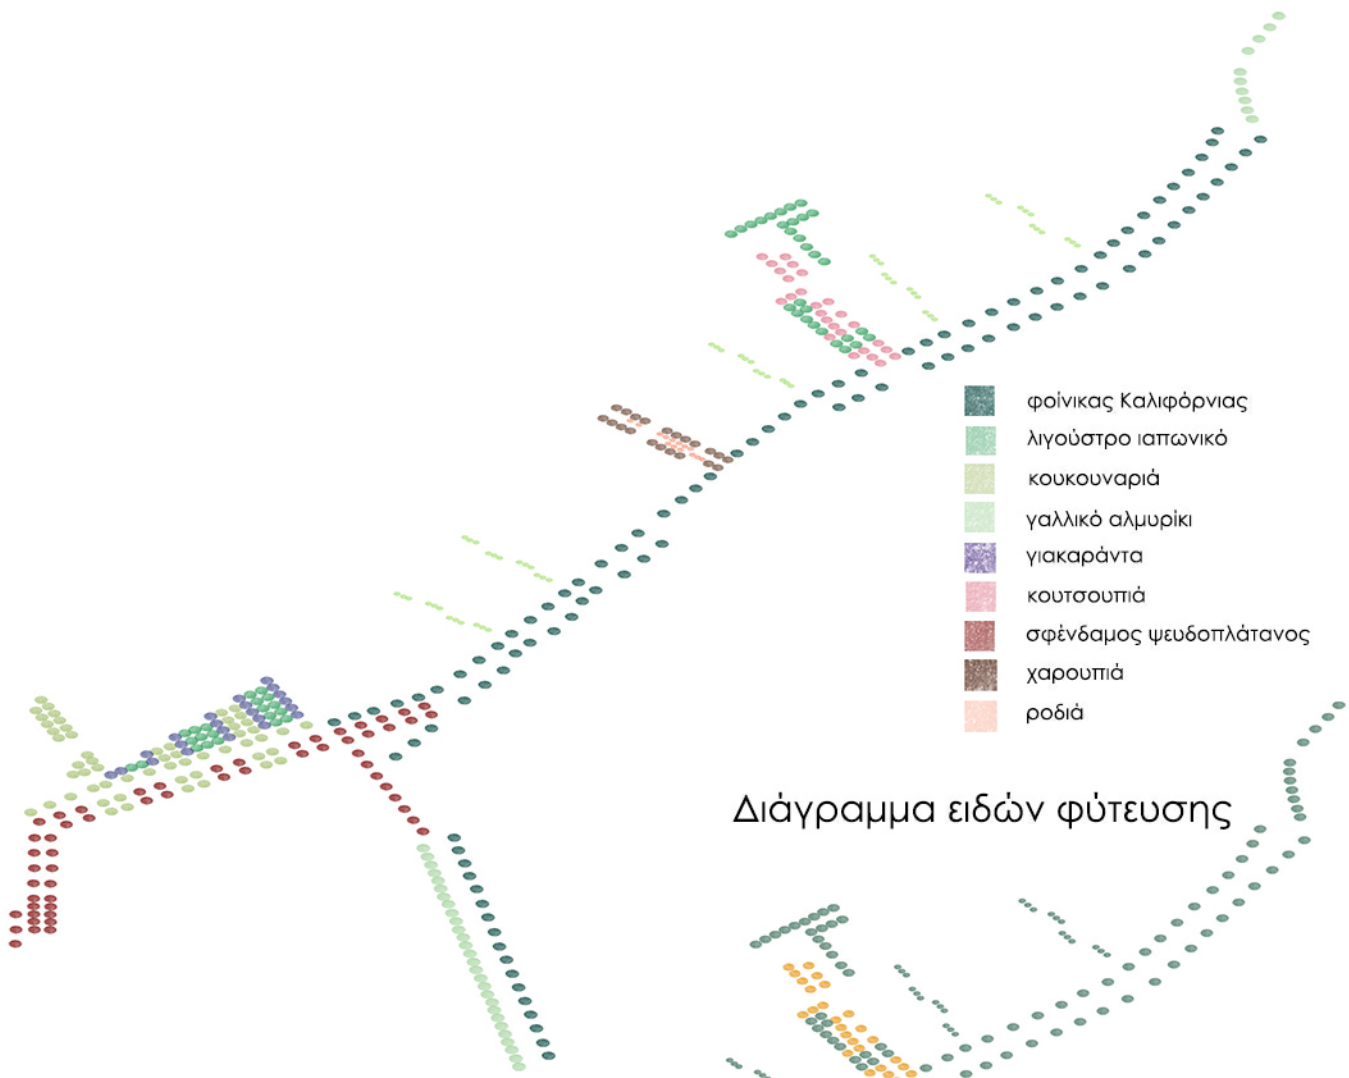 φοίνικας Καλιφόρνιας
λιγούστρο ιαπωνικό
κουκουναριά
γαλλικό αλμυρίκι
γιακαράντα
κουτσουπιά
σφένδαμος ψευδοπλάτανος
χαρουπιά
ροδιά
Διάγραμμα ειδών φύτευσης